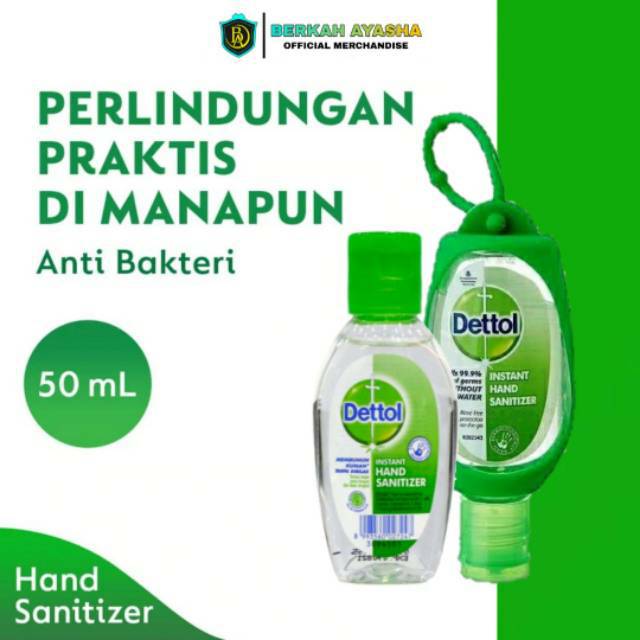 BERKAH AYASHA
OFFICIAL MERCHANDISE
PERLINDUNGAN
PRAKTIS
DI MANAPUN
Anti Bakteri
50 mL
Dettol
INSTANT
HAND
SANITIZER
Dettol
99.9%
of germs
WITHOUT
WATER
INSTANT
HAND
SANITIZER
Hand
Sanitizer